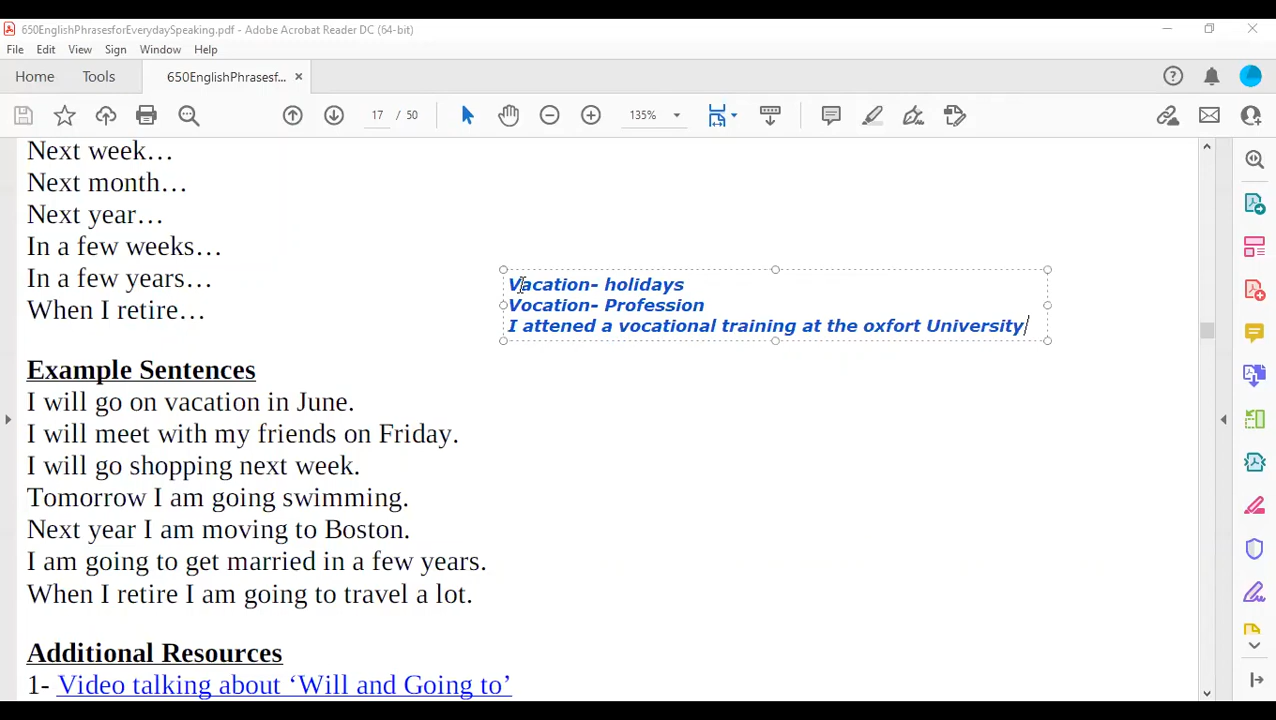 650EnglishPhrasesforEverydaySpeaking.pdf - Adobe Acrobat Reader DC (64-bit)
File Edit View Sign Window Help
Home Tools 650EnglishPhrasesf... ×
17 / 50 135%
Next week…
Next month…
Next year…
In a few weeks…
In a few years…
When I retire…
Vacation- holidays
Vocation- Profession
I attened a vocational training at the oxfort University
Example Sentences
I will go on vacation in June.
I will meet with my friends on Friday.
I will go shopping next week.
Tomorrow I am going swimming.
Next year I am moving to Boston.
I am going to get married in a few years.
When I retire I am going to travel a lot.
Additional Resources
1- Video talking about ‘Will and Going to’